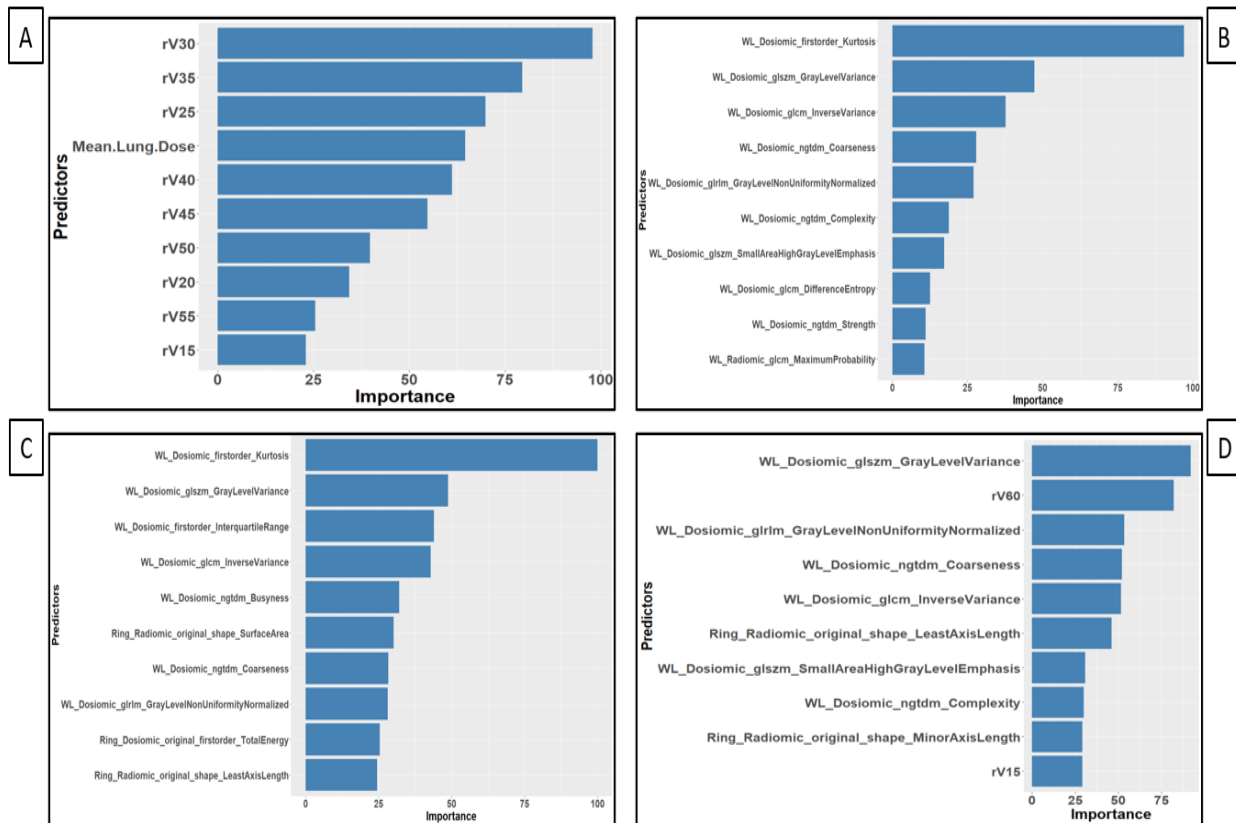 A
Predictors
rV30
rV35
rV25
Mean.Lung.Dose
rV40
rV45
rV50
rV20
rV55
rV15
0 25 50 75 100
Importance
B
Predictors
WL_Dosiomic_firstorder_Kurtosis
WL_Dosiomic_glszm_GrayLevelVariance
WL_Dosiomic_glcm_InverseVariance
WL_Dosiomic_ngtdm_Coarseness
WL_Dosiomic_glrlm_GrayLevelNonUniformityNormalized
WL_Dosiomic_ngtdm_Complexity
WL_Dosiomic_glszm_SmallAreaHighGrayLevelEmphasis
WL_Dosiomic_glcm_DifferenceEntropy
WL_Dosiomic_ngtdm_Strength
WL_Radiomic_glcm_MaximumProbability
0 25 50 75 100
Importance
C
Predictors
WL_Dosiomic_firstorder_Kurtosis
WL_Dosiomic_glszm_GrayLevelVariance
WL_Dosiomic_firstorder_InterquartileRange
WL_Dosiomic_glcm_InverseVariance
WL_Dosiomic_ngtdm_Busyness
Ring_Radiomic_original_shape_SurfaceArea
WL_Dosiomic_ngtdm_Coarseness
WL_Dosiomic_glrlm_GrayLevelNonUniformityNormalized
Ring_Dosiomic_original_firstorder_TotalEnergy
Ring_Radiomic_original_shape_LeastAxisLength
0 25 50 75 100
Importance
D
Predictors
WL_Dosiomic_glszm_GrayLevelVariance
rV60
WL_Dosiomic_glrlm_GrayLevelNonUniformityNormalized
WL_Dosiomic_ngtdm_Coarseness
WL_Dosiomic_glcm_InverseVariance
Ring_Radiomic_original_shape_LeastAxisLength
WL_Dosiomic_glszm_SmallAreaHighGrayLevelEmphasis
WL_Dosiomic_ngtdm_Complexity
Ring_Radiomic_original_shape_MinorAxisLength
rV15
0 25 50 75
Importance